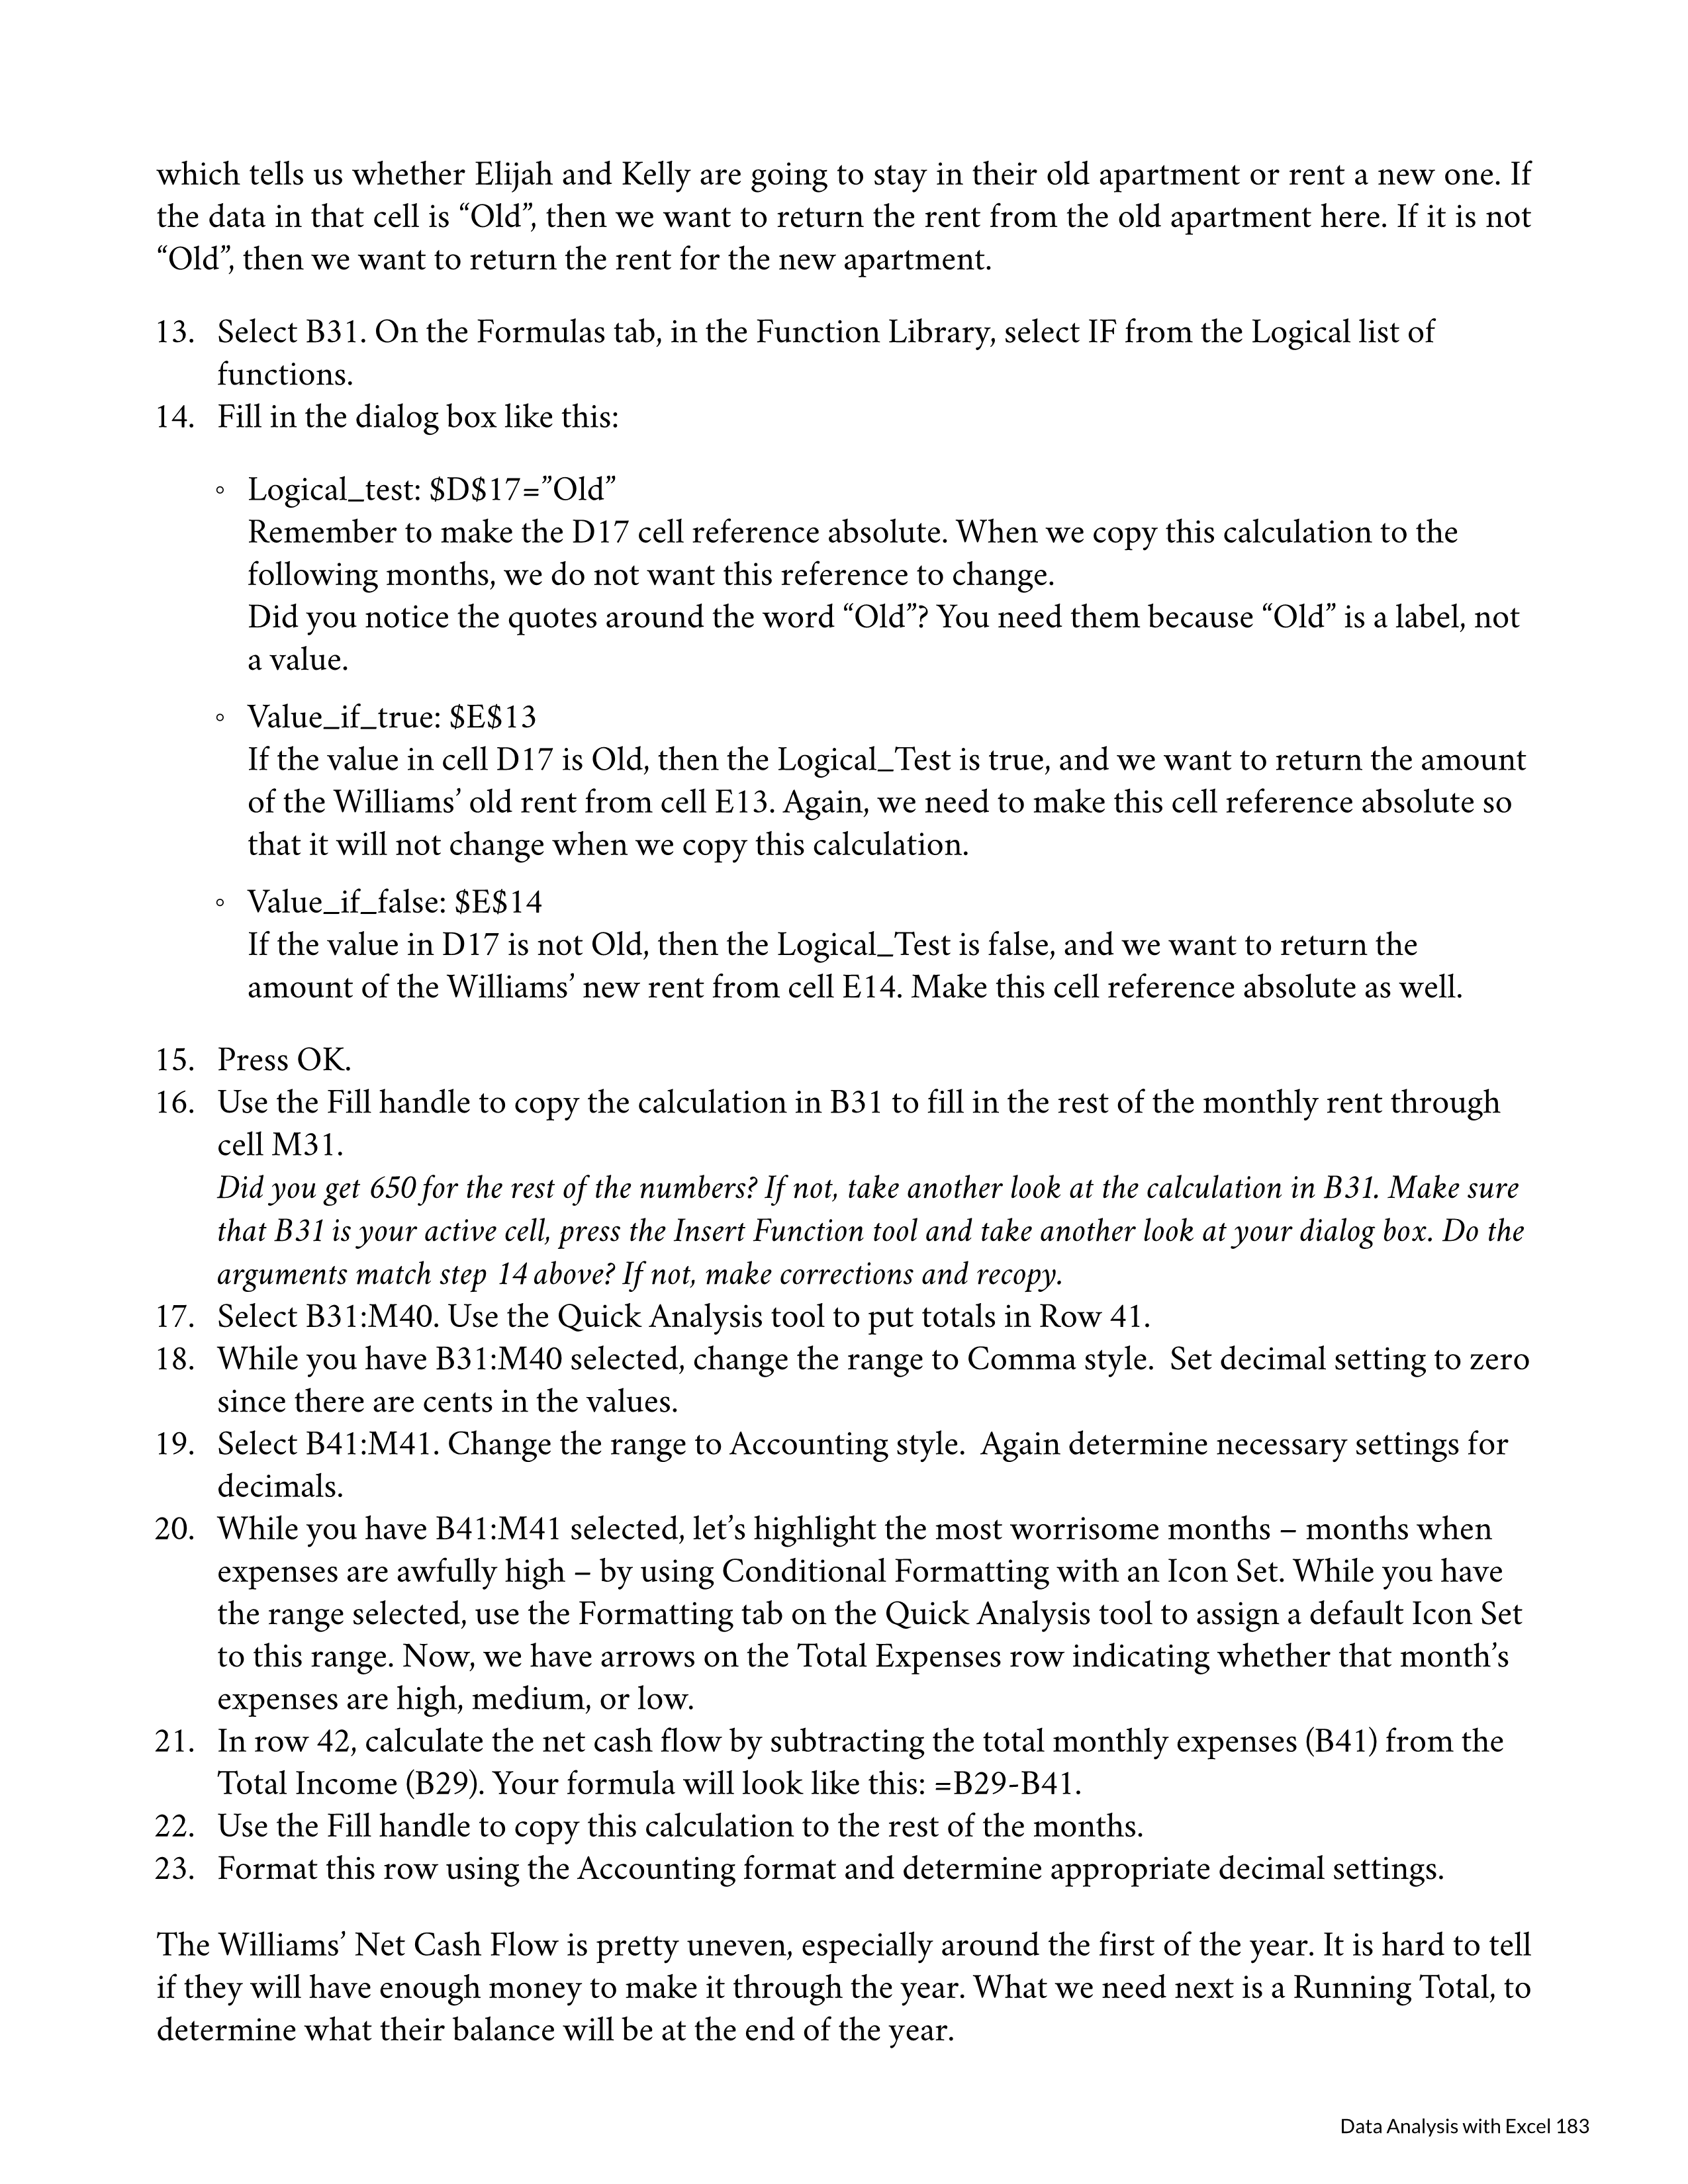 which tells us whether Elijah and Kelly are going to stay in their old apartment or rent a new one. If
the data in that cell is “Old”, then we want to return the rent from the old apartment here. If it is not
“Old”, then we want to return the rent for the new apartment.
13. Select B31. On the Formulas tab, in the Function Library, select IF from the Logical list of
functions.
14. Fill in the dialog box like this:
◦ Logical_test: $D$17=”Old”
Remember to make the D17 cell reference absolute. When we copy this calculation to the
following months, we do not want this reference to change.
Did you notice the quotes around the word “Old”? You need them because “Old” is a label, not
a value.
◦ Value_if_true: $E$13
If the value in cell D17 is Old, then the Logical_Test is true, and we want to return the amount
of the Williams’ old rent from cell E13. Again, we need to make this cell reference absolute so
that it will not change when we copy this calculation.
◦ Value_if_false: $E$14
If the value in D17 is not Old, then the Logical_Test is false, and we want to return the
amount of the Williams’ new rent from cell E14. Make this cell reference absolute as well.
15. Press OK.
16. Use the Fill handle to copy the calculation in B31 to fill in the rest of the monthly rent through
cell M31.
Did you get 650 for the rest of the numbers? If not, take another look at the calculation in B31. Make sure
that B31 is your active cell, press the Insert Function tool and take another look at your dialog box. Do the
arguments match step 14 above? If not, make corrections and recopy.
17. Select B31:M40. Use the Quick Analysis tool to put totals in Row 41.
18. While you have B31:M40 selected, change the range to Comma style.  Set decimal setting to zero
since there are cents in the values.
19. Select B41:M41. Change the range to Accounting style.  Again determine necessary settings for
decimals.
20. While you have B41:M41 selected, let’s highlight the most worrisome months – months when
expenses are awfully high – by using Conditional Formatting with an Icon Set. While you have
the range selected, use the Formatting tab on the Quick Analysis tool to assign a default Icon Set
to this range. Now, we have arrows on the Total Expenses row indicating whether that month’s
expenses are high, medium, or low.
21. In row 42, calculate the net cash flow by subtracting the total monthly expenses (B41) from the
Total Income (B29). Your formula will look like this: =B29-B41.
22. Use the Fill handle to copy this calculation to the rest of the months.
23. Format this row using the Accounting format and determine appropriate decimal settings.
The Williams’ Net Cash Flow is pretty uneven, especially around the first of the year. It is hard to tell
if they will have enough money to make it through the year. What we need next is a Running Total, to
determine what their balance will be at the end of the year.
Data Analysis with Excel 183